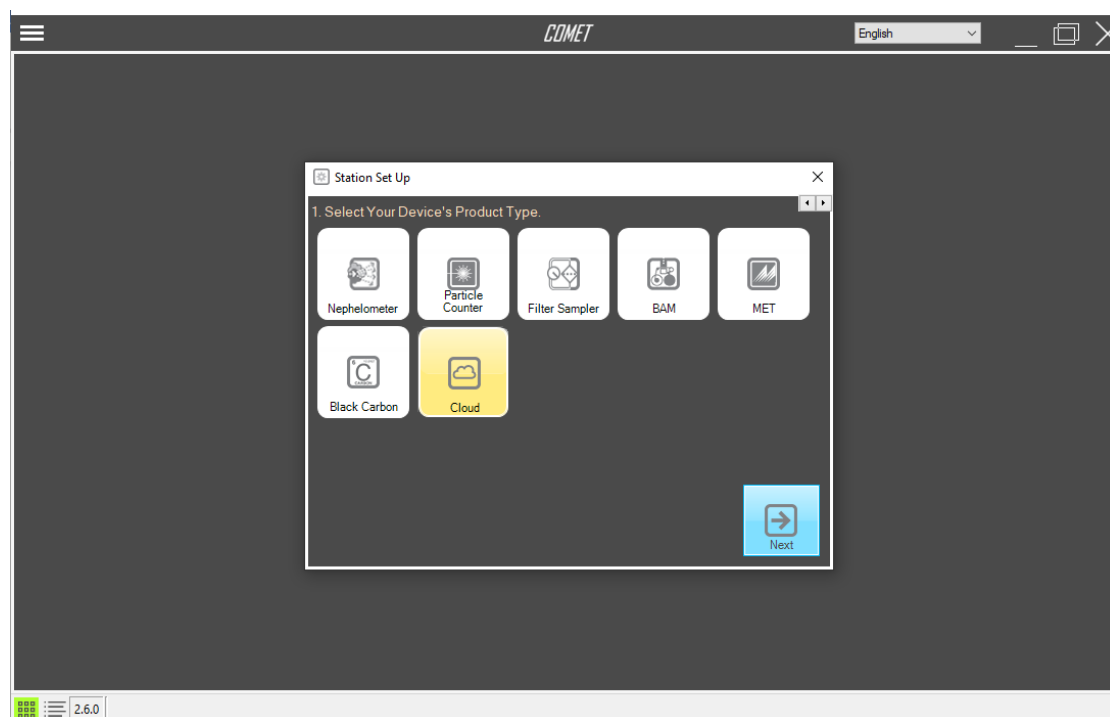 COMET
English
Station Set Up
1. Select Your Device's Product Type.
Nephelometer
Particle
Counter
Filter Sampler
BAM
MET
C
Black Carbon
Cloud
Next
2.6.0